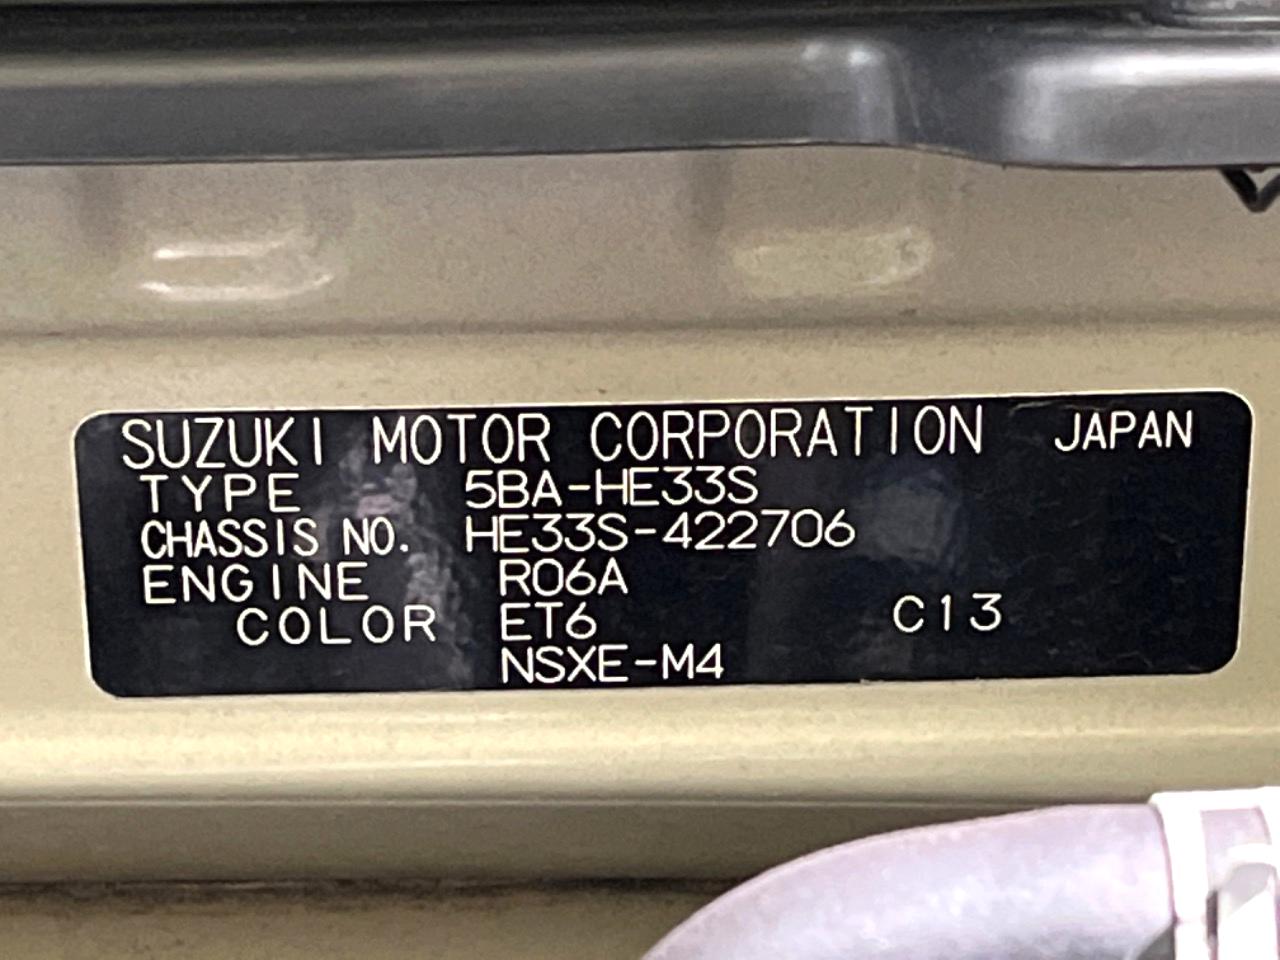 SUZUKI MOTOR CORPORATION JAPAN
TYPE 5BA-HE33S
CHASSIS NO. HE33S-422706
ENGINE R06A
COLOR ET6 C13
NSXE-M4